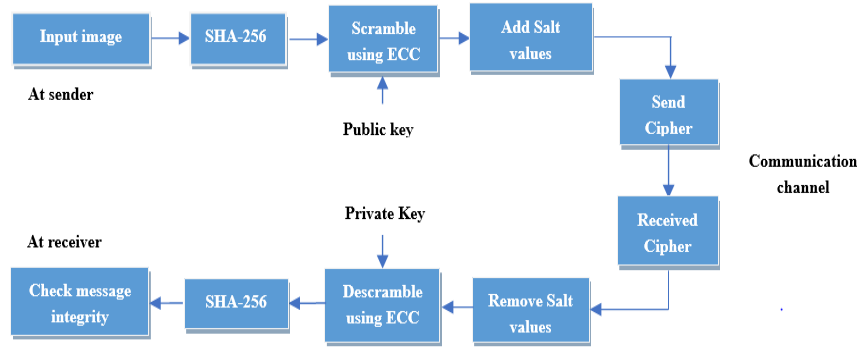 Input image
SHA-256
Scramble
using ECC
Add Salt
values
At sender
Public key
Send
Cipher
Communication
channel
Received
Cipher
Private Key
At receiver
Check message
integrity
SHA-256
Descramble
using ECC
Remove Salt
values